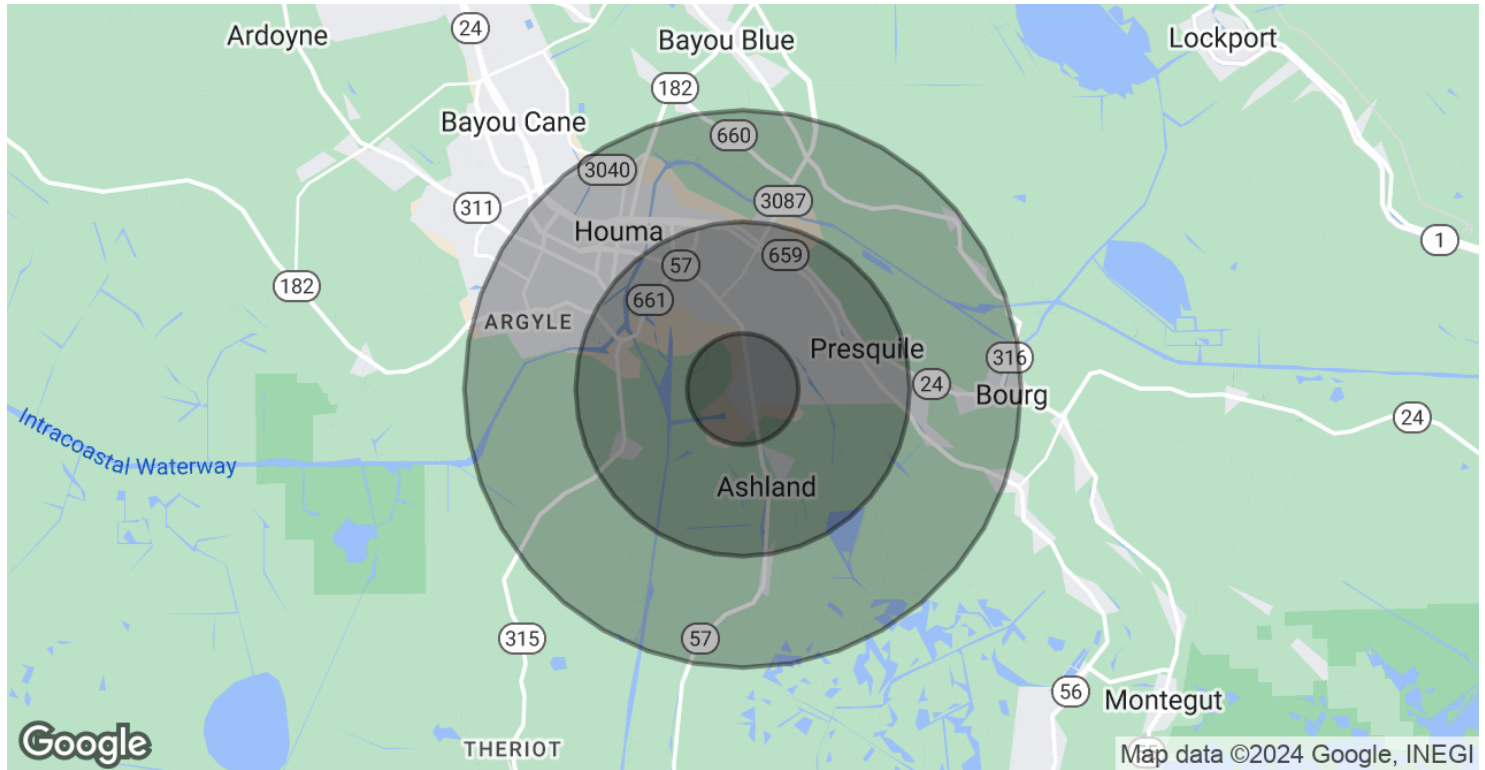 Ardoyne
24
Bayou Blue
Lockport
182
Bayou Cane
660
3040
3087
311
Houma
1
659
57
182
661
ARGYLE
Presquile
316
24
Bourg
24
Intracoastal Waterway
Ashland
315
57
56
Montegut
THERIOT
Google
Map data ©2024 Google, INEGI